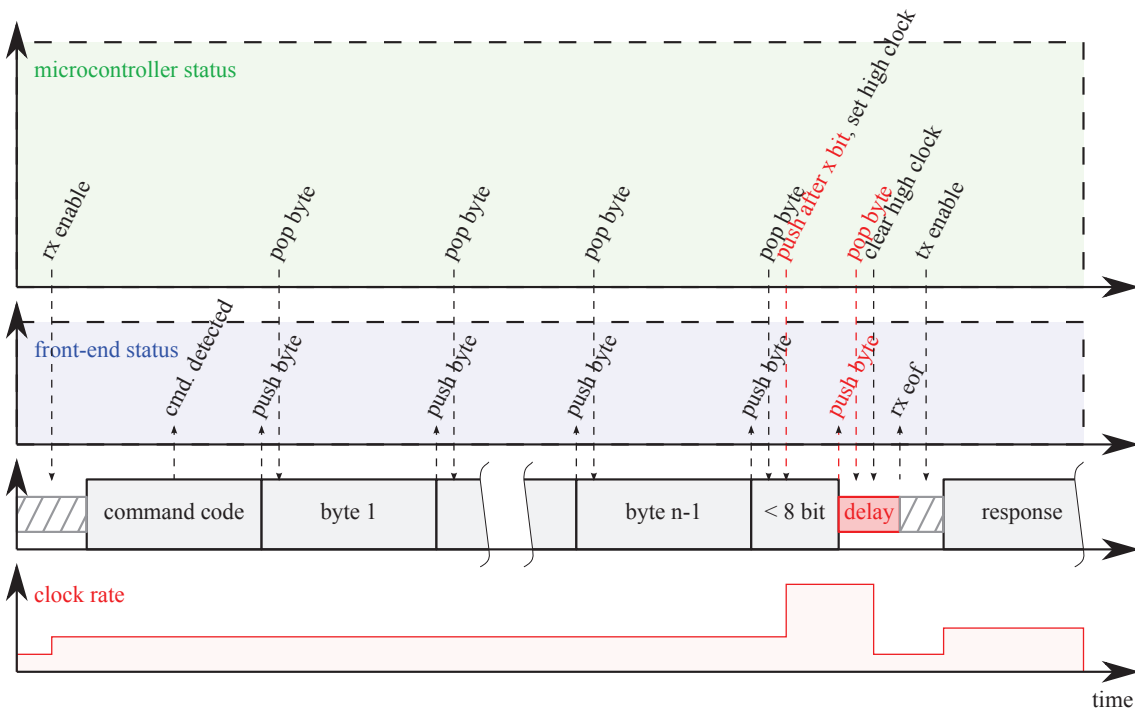 microcontroller status
rx enable
pop byte
pop byte
pop byte
pop byte
push after x bit, set high clock
pop byte
clear high clock
tx enable
front-end status
cmd. detected
push byte
push byte
push byte
push byte
push byte
rx eof
command code
byte 1
byte n-1
< 8 bit
delay
response
clock rate
time